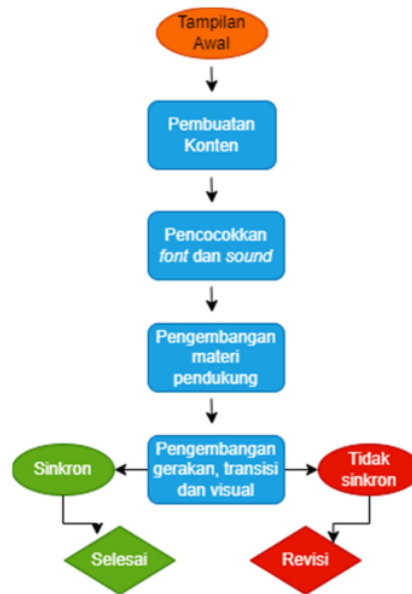 Tampilan
Awal
Pembuatan
Konten
Pencocokkan
font dan sound
Pengembangan
materi
pendukung
Pengembangan
gerakan, transisi
dan visual
Sinkron
Tidak
sinkron
Selesai
Revisi